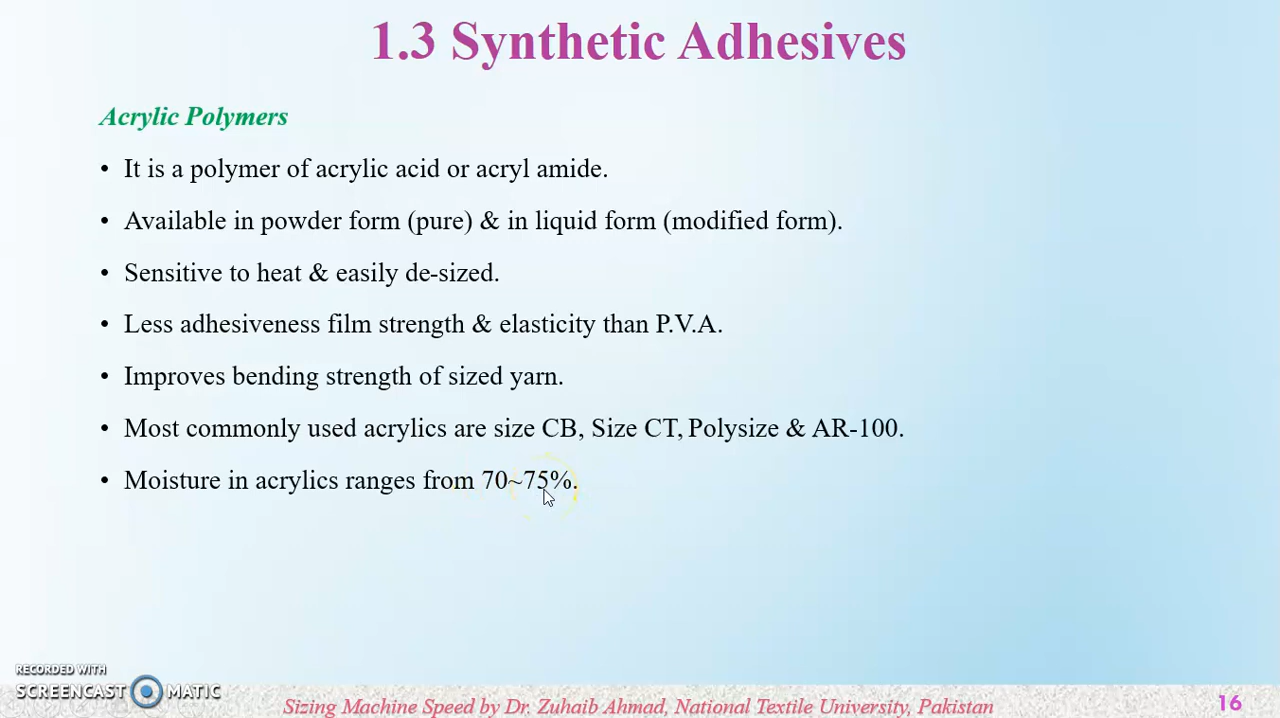 1.3 Synthetic Adhesives
Acrylic Polymers
• It is a polymer of acrylic acid or acryl amide.
• Available in powder form (pure) & in liquid form (modified form).
• Sensitive to heat & easily de-sized.
• Less adhesiveness film strength & elasticity than P.V.A.
• Improves bending strength of sized yarn.
• Most commonly used acrylics are size CB, Size CT, Polysize & AR-100.
• Moisture in acrylics ranges from 70~75%.
RECORDED WITH
SCREENCAST MATIC
Sizing Machine Speed by Dr. Zuhaib Ahmad, National Textile University, Pakistan
16